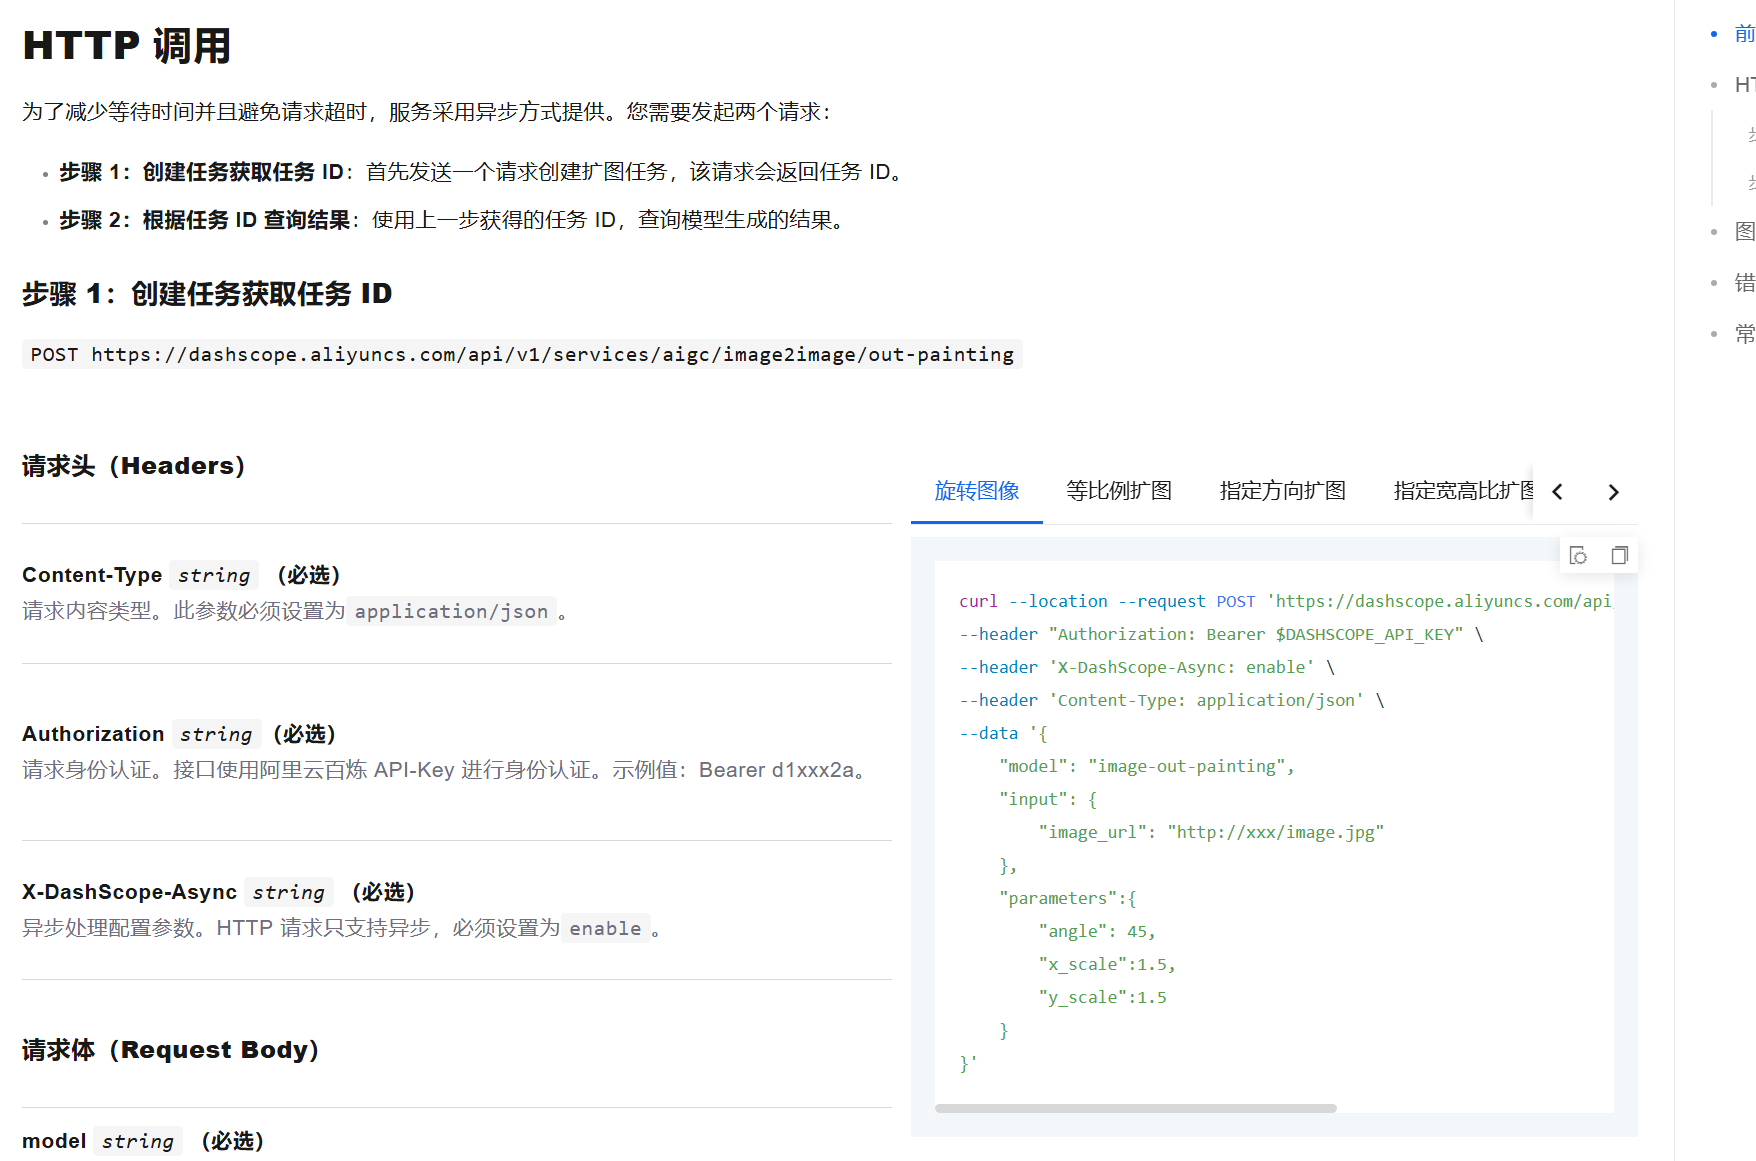 HTTP 调用
为了减少等待时间并且避免请求超时，服务采用异步方式提供。您需要发起两个请求：
步骤 1：创建任务获取任务 ID：首先发送一个请求创建扩图任务，该请求会返回任务 ID。
步骤 2：根据任务 ID 查询结果：使用上一步获得的任务 ID，查询模型生成的结果。
步骤 1：创建任务获取任务 ID
POST https://dashscope.aliyuncs.com/api/v1/services/aigc/image2image/out-painting
请求头（Headers）
Content-Type string （必选）
请求内容类型。此参数必须设置为 application/json 。
Authorization string （必选）
请求身份认证。接口使用阿里云百炼 API-Key 进行身份认证。示例值：Bearer d1xxx2a。
X-DashScope-Async string （必选）
异步处理配置参数。HTTP 请求只支持异步，必须设置为 enable 。
请求体（Request Body）
model string （必选）
旋转图像 等比例扩图 指定方向扩图 指定宽高比扩图
curl --location --request POST 'https://dashscope.aliyuncs.com/api
--header "Authorization: Bearer $DASHSCOPE_API_KEY" \
--header 'X-DashScope-Async: enable' \
--header 'Content-Type: application/json' \
--data '{
    "model": "image-out-painting",
    "input": {
        "image_url": "http://xxx/image.jpg"
    },
    "parameters":{
        "angle": 45,
        "x_scale":1.5,
        "y_scale":1.5
    }
}'
前
HT
图
错
常